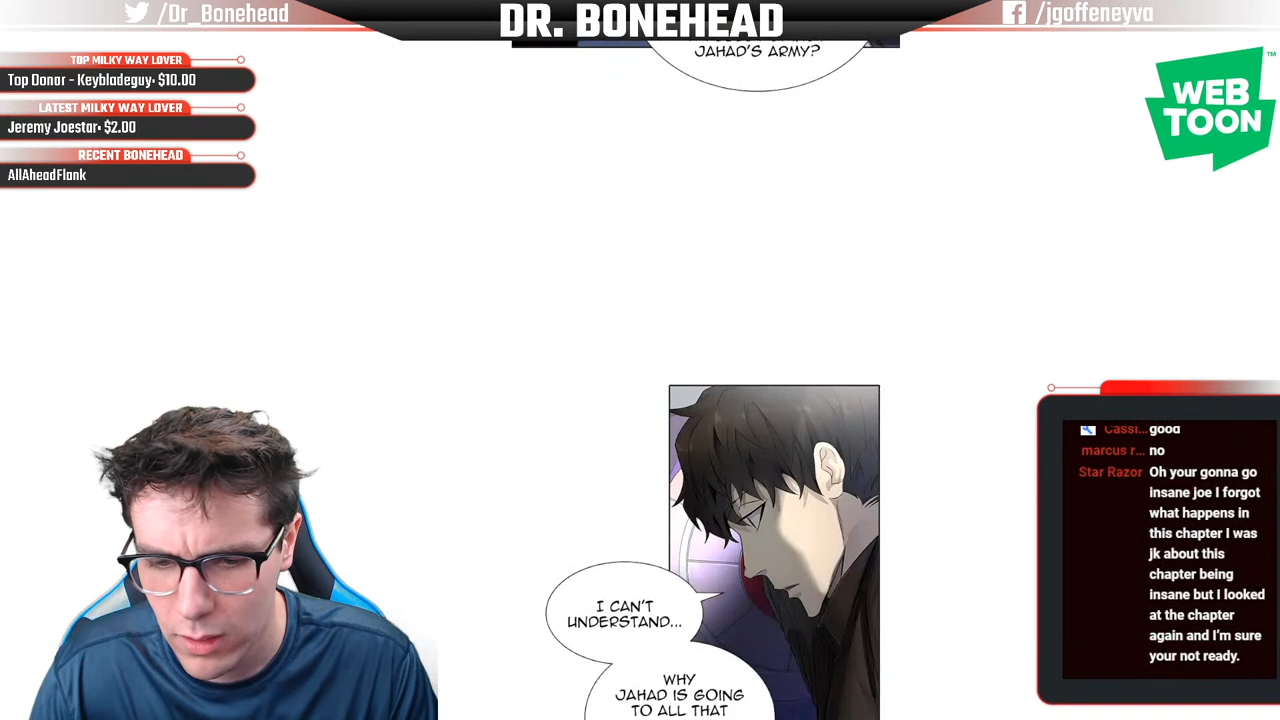 /Dr_Bonehead
DR. BONEHEAD
/jgoffeneyva
TOP MILKY WAY LOVER
Top Donor - Keybladeguy: $10.00
LATEST MILKY WAY LOVER
Jeremy Joestar: $2.00
RECENT BONEHEAD
AllAheadFlank
JAHAD'S ARMY?
WEB
TOON
TM
I CAN'T
UNDERSTAND...
WHY
JAHAD IS GOING
TO ALL THAT
Cassi... good
marcus r... no
Star Razor Oh your gonna go
insane joe I forgot
what happens in
this chapter I was
jk about this
chapter being
insane but I looked
at the chapter
again and I'm sure
your not ready.